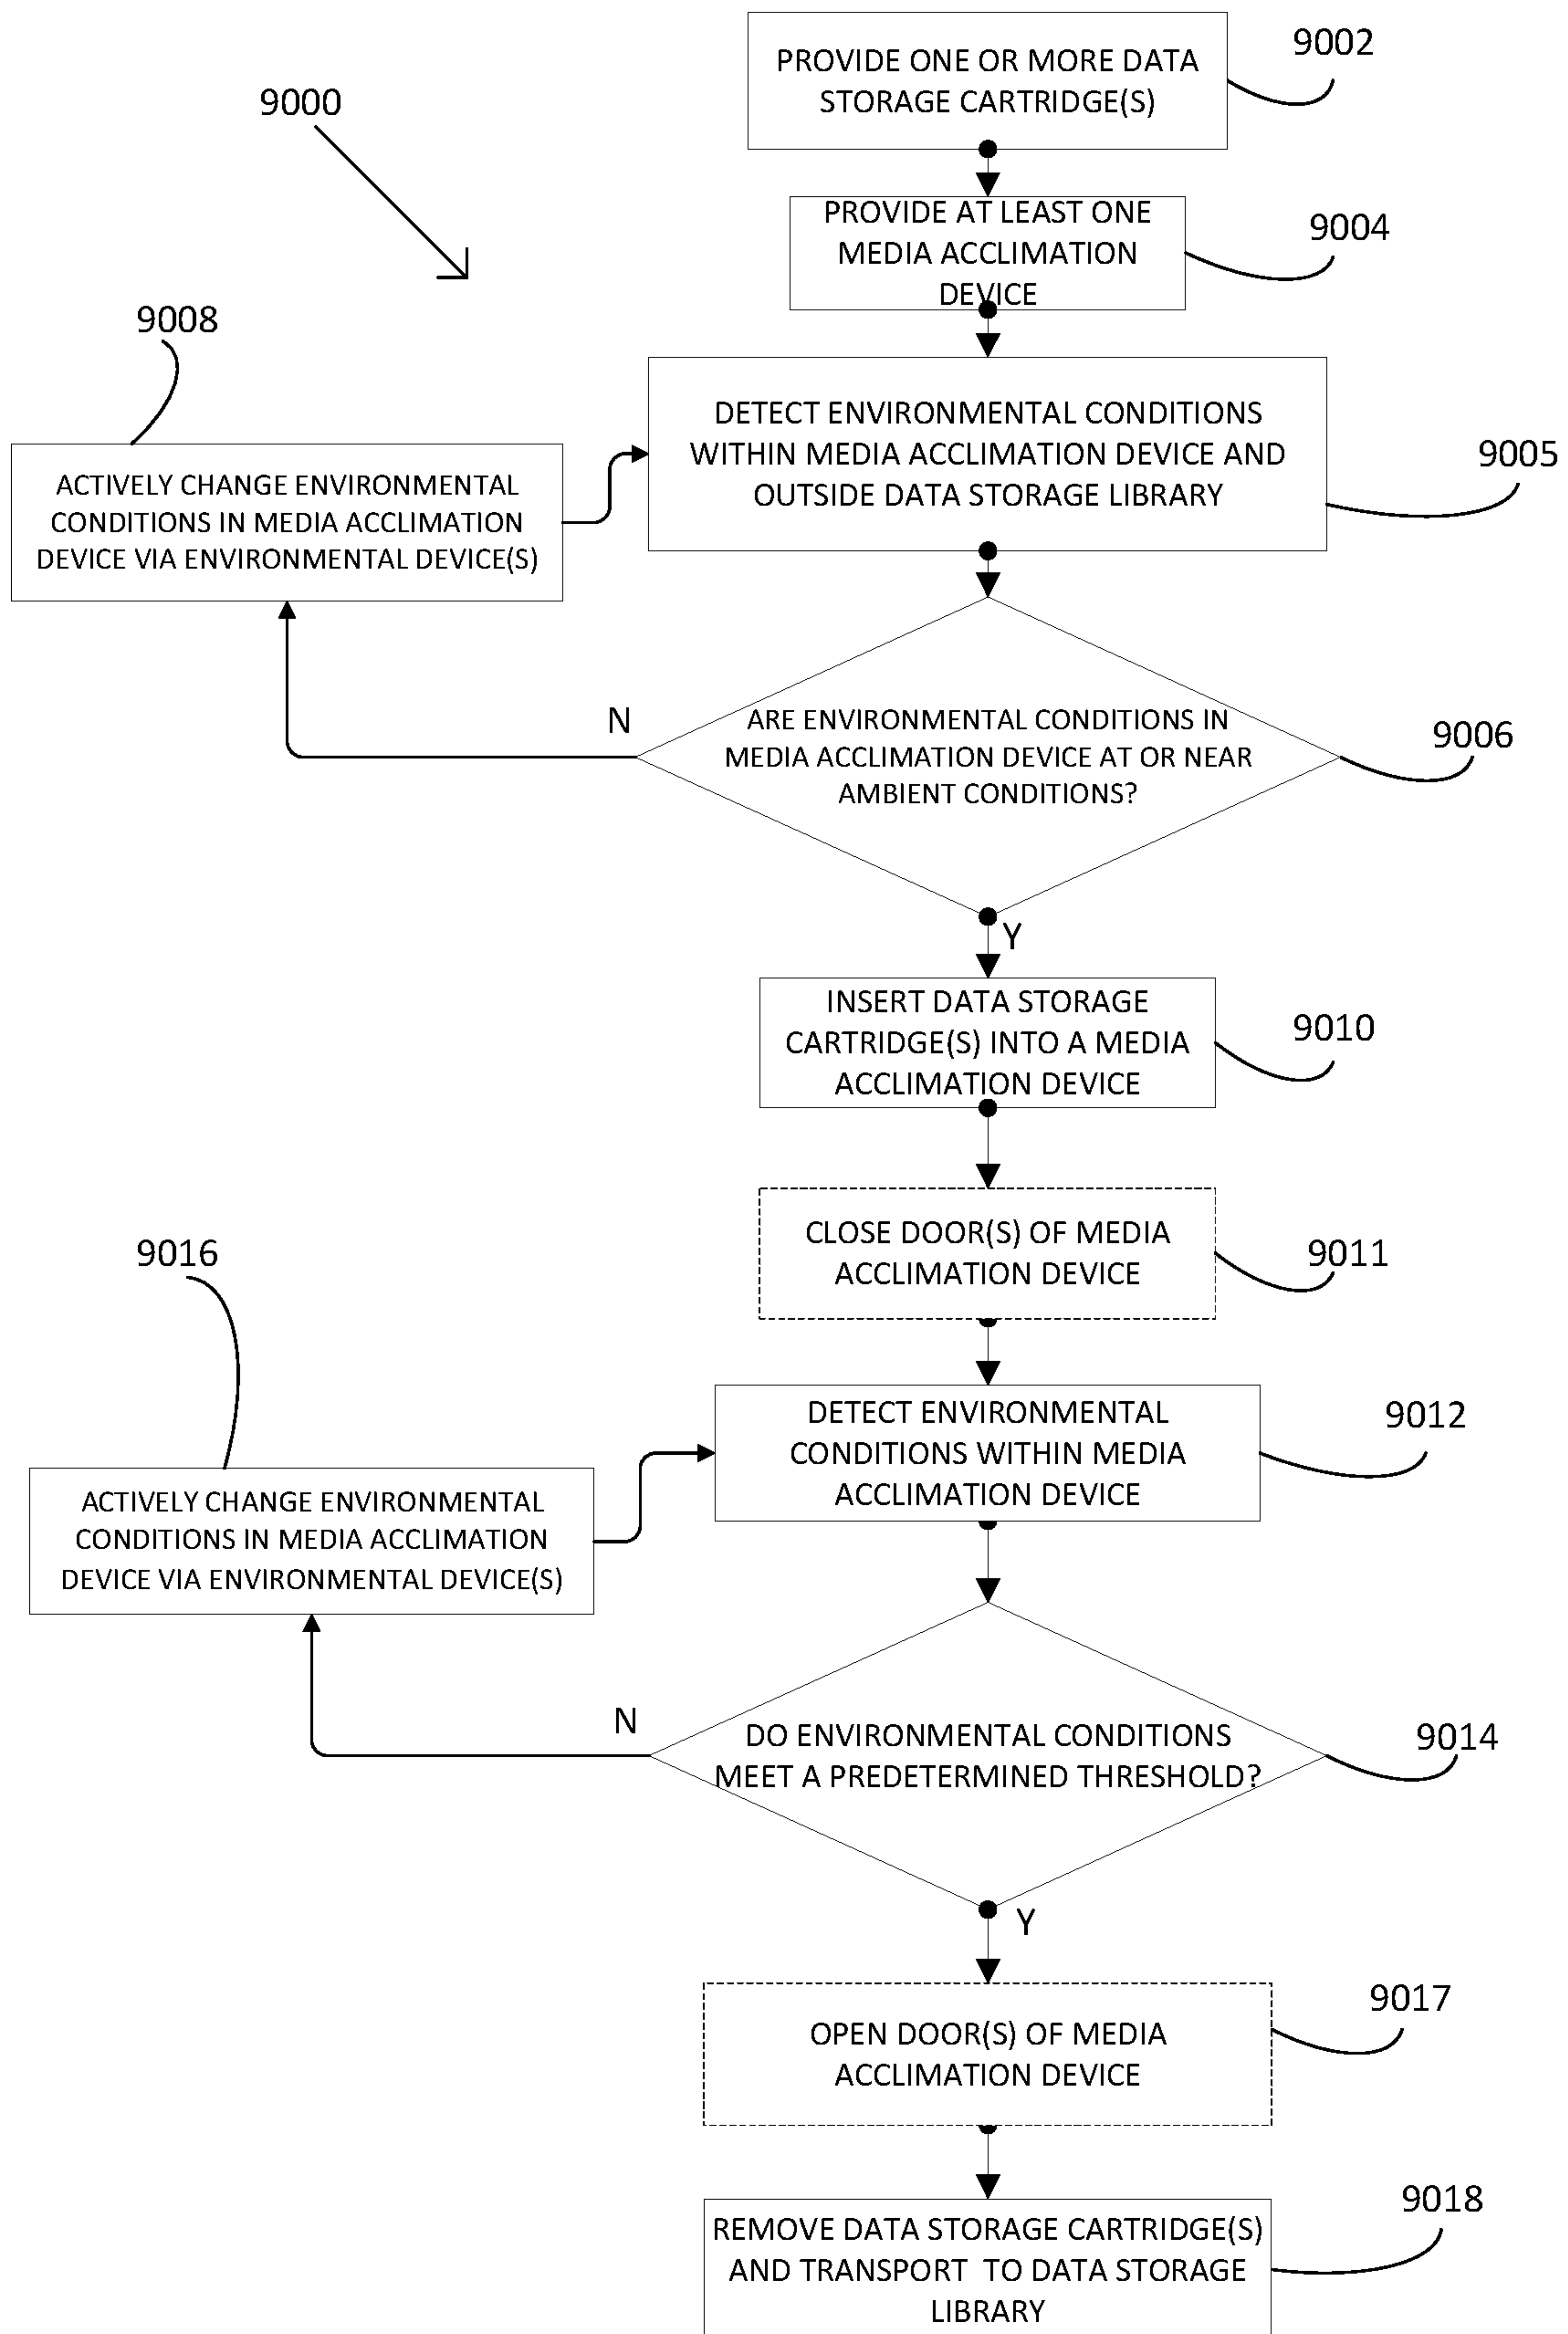 9002
PROVIDE ONE OR MORE DATA
STORAGE CARTRIDGE(S)
9000
9004
PROVIDE AT LEAST ONE
MEDIA ACCLIMATION
DEVICE
9008
9005
DETECT ENVIRONMENTAL CONDITIONS
WITHIN MEDIA ACCLIMATION DEVICE AND
OUTSIDE DATA STORAGE LIBRARY
ACTIVELY CHANGE ENVIRONMENTAL
CONDITIONS IN MEDIA ACCLIMATION
DEVICE VIA ENVIRONMENTAL DEVICE(S)
N
9006
ARE ENVIRONMENTAL CONDITIONS IN
MEDIA ACCLIMATION DEVICE AT OR NEAR
AMBIENT CONDITIONS?
Y
INSERT DATA STORAGE
CARTRIDGE(S) INTO A MEDIA
ACCLIMATION DEVICE
9010
CLOSE DOOR(S) OF MEDIA
ACCLIMATION DEVICE
9011
9016
DETECT ENVIRONMENTAL
CONDITIONS WITHIN MEDIA
ACCLIMATION DEVICE
9012
ACTIVELY CHANGE ENVIRONMENTAL
CONDITIONS IN MEDIA ACCLIMATION
DEVICE VIA ENVIRONMENTAL DEVICE(S)
N
DO ENVIRONMENTAL CONDITIONS
MEET A PREDETERMINED THRESHOLD?
9014
Y
9017
OPEN DOOR(S) OF MEDIA
ACCLIMATION DEVICE
9018
REMOVE DATA STORAGE CARTRIDGE(S)
AND TRANSPORT TO DATA STORAGE
LIBRARY